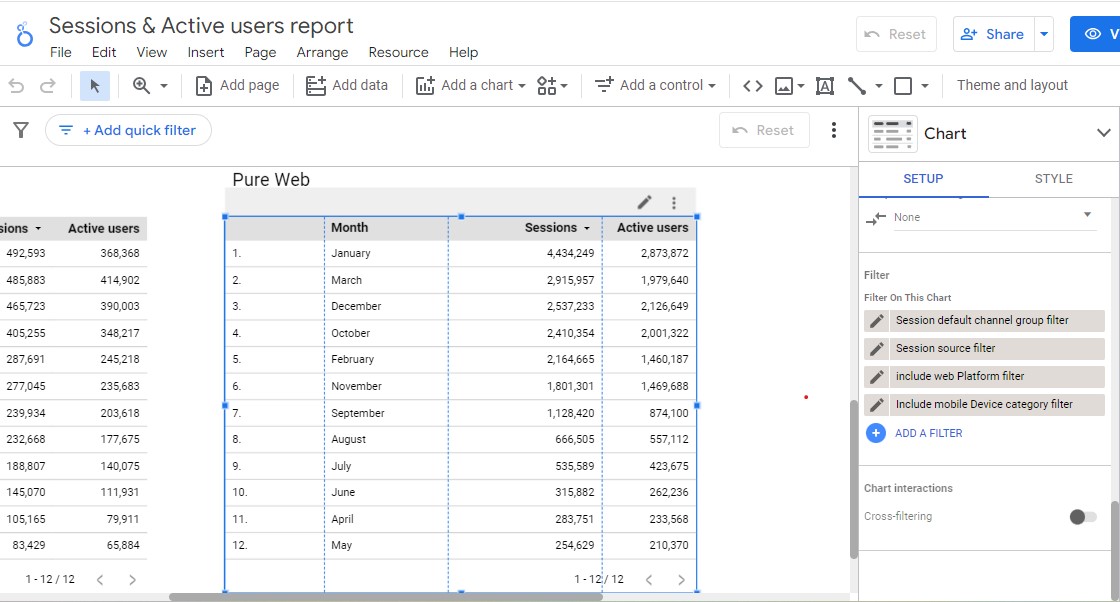 Sessions & Active users report
File Edit View Insert Page Arrange Resource Help
Reset
Share
V
Add page
Add data
Add a chart
Add a control
Theme and layout
+ Add quick filter
Reset
Chart
SETUP STYLE
None
Filter
Filter On This Chart
Session default channel group filter
Session source filter
include web Platform filter
Include mobile Device category filter
ADD A FILTER
Chart interactions
Cross-filtering
sions Active users
492,593 368,368
485,883 414,902
465,723 390,003
405,255 348,217
287,691 245,218
277,045 235,683
239,934 203,618
232,668 177,675
188,807 140,075
145,070 111,931
105,165 79,911
83,429 65,884
1 - 12 / 12
Pure Web
Month Sessions Active users
1. January 4,434,249 2,873,872
2. March 2,915,957 1,979,640
3. December 2,537,233 2,126,649
4. October 2,410,354 2,001,322
5. February 2,164,665 1,460,187
6. November 1,801,301 1,469,688
7. September 1,128,420 874,100
8. August 666,505 557,112
9. July 535,589 423,675
10. June 315,882 262,236
11. April 283,751 233,568
12. May 254,629 210,370
1 - 12 / 12